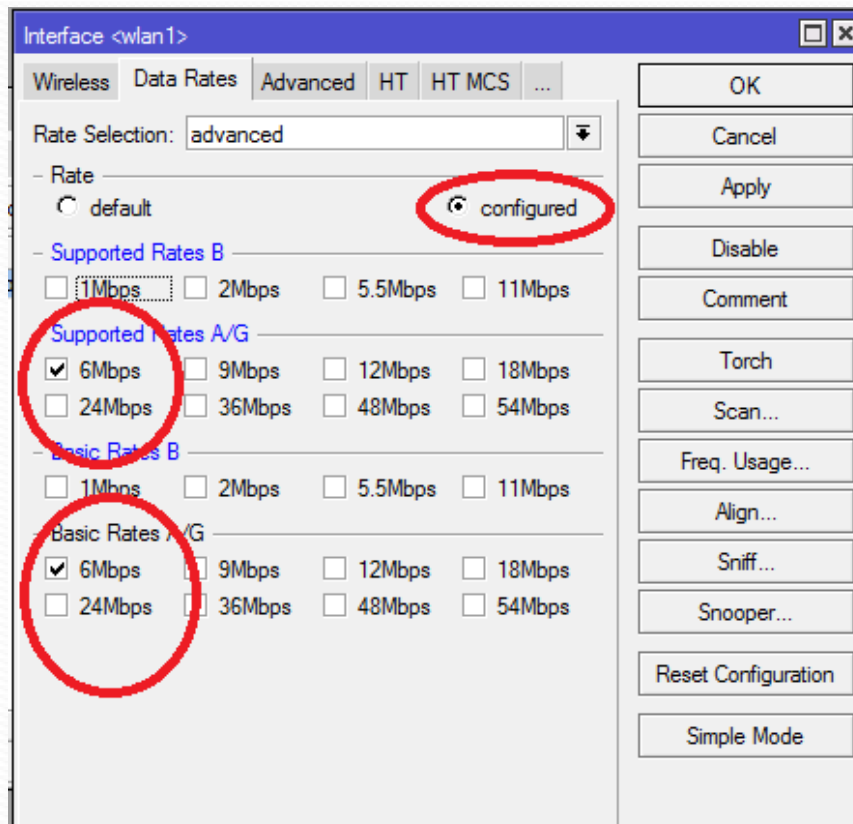 Interface <wlan1>
Wireless Data Rates Advanced HT HT MCS ...
Rate Selection: advanced
Rate
default configured
Supported Rates B
1Mbps 2Mbps 5.5Mbps 11Mbps
Supported Rates A/G
6Mbps 9Mbps 12Mbps 18Mbps
24Mbps 36Mbps 48Mbps 54Mbps
Basic Rates B
1Mbps 2Mbps 5.5Mbps 11Mbps
Basic Rates A/G
6Mbps 9Mbps 12Mbps 18Mbps
24Mbps 36Mbps 48Mbps 54Mbps
OK
Cancel
Apply
Disable
Comment
Torch
Scan...
Freq. Usage...
Align...
Sniff...
Snooper...
Reset Configuration
Simple Mode